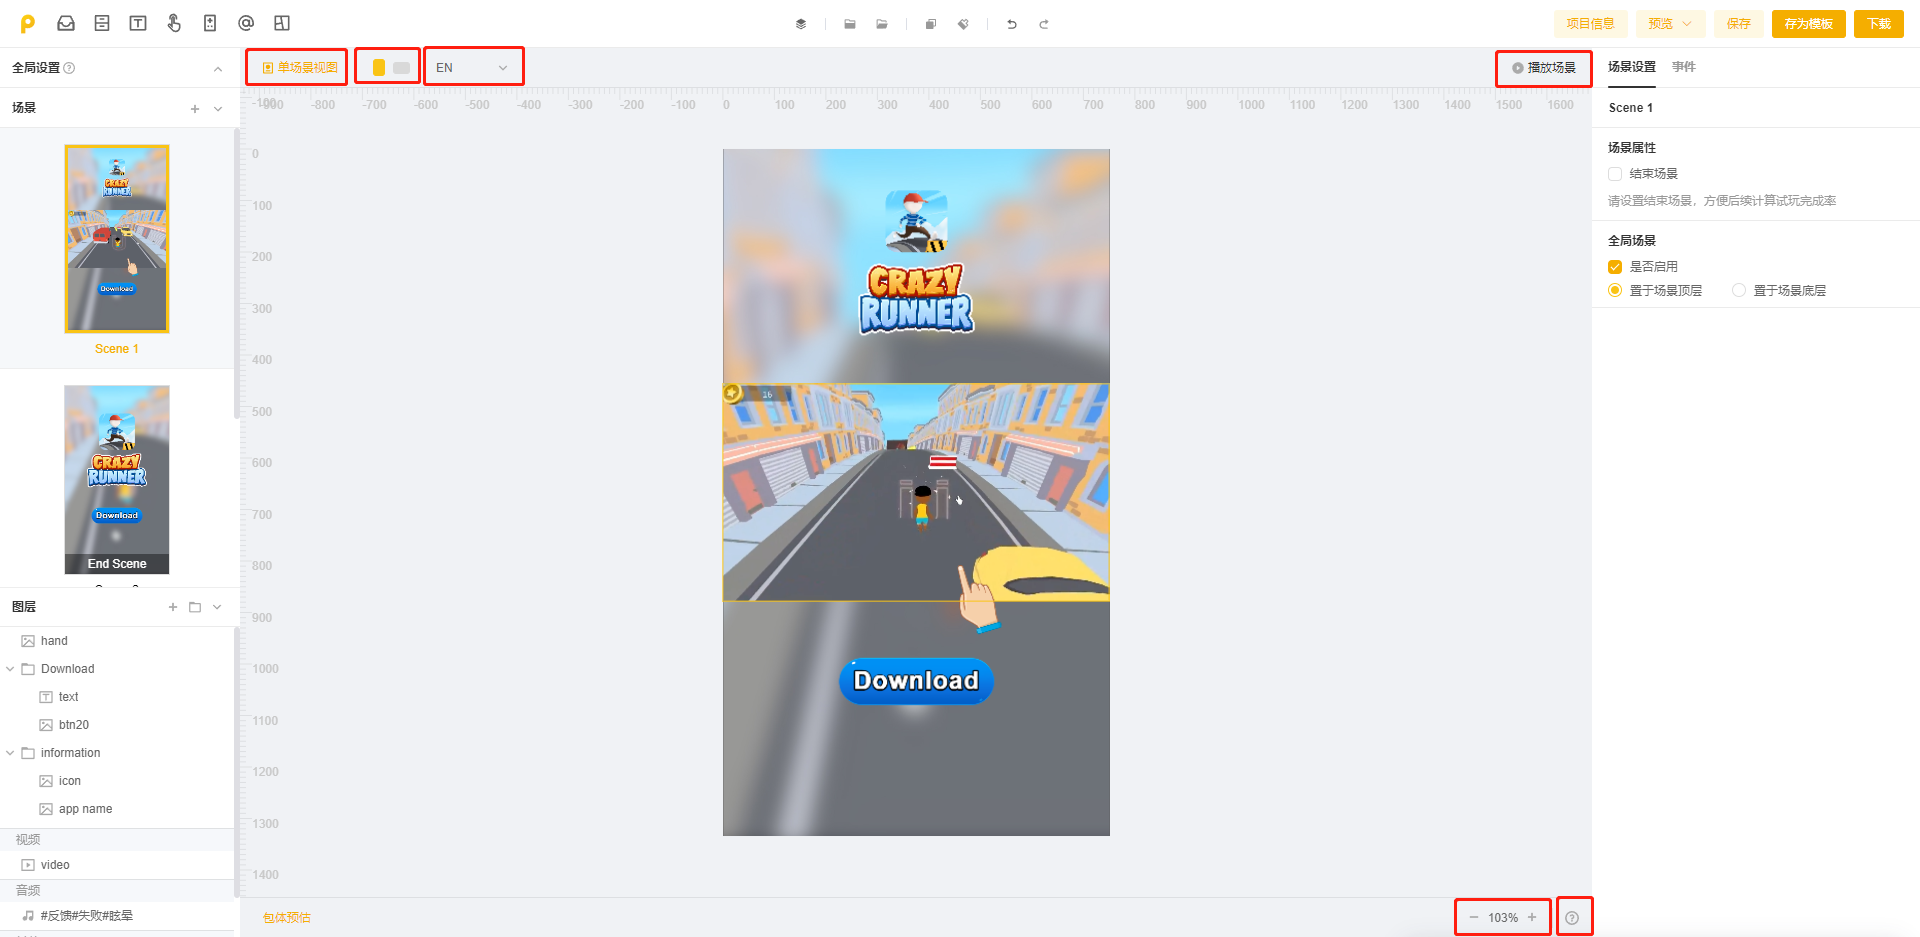 项目信息
预览
保存
存为模板
下载
全局设置
单场景视图
EN
播放场景
场景设置
事件
场景
-100
-800
-700
-600
-500
-400
-300
-200
-100
0
100
200
300
400
500
600
700
800
900
1000
1100
1200
1300
1400
1500
1600
Scene 1
CRAZY
RUNNER
Download
Scene 1
CRAZY
RUNNER
Download
End Scene
图层
hand
Download
text
btn20
information
icon
app name
视频
video
音频
#反馈#失败#眩晕
0
100
200
300
400
500
600
700
800
900
1000
1100
1200
1300
1400
CRAZY
RUNNER
16
Download
包体预估
103%
场景属性
结束场景
请设置结束场景，方便后续计算试玩完成率
全局场景
是否启用
置于场景顶层
置于场景底层